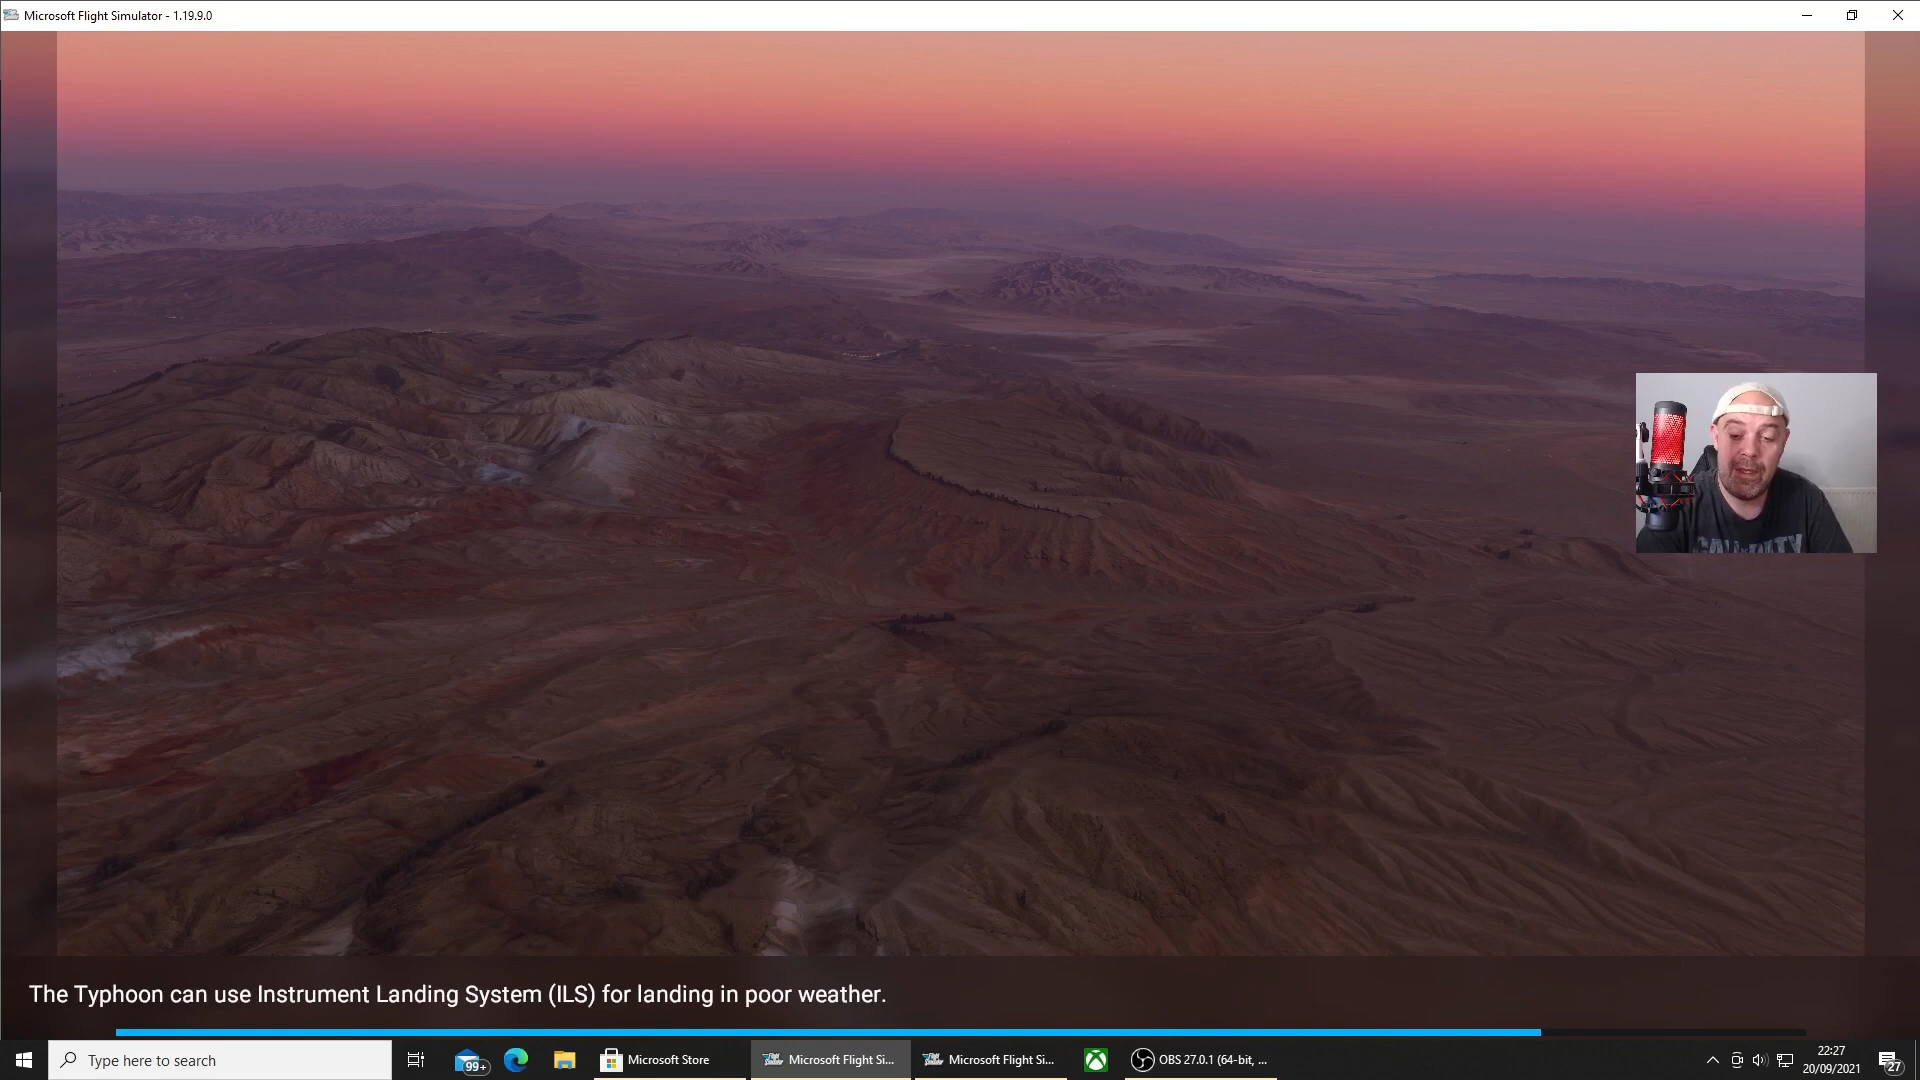 Microsoft Flight Simulator - 1.19.9.0
The Typhoon can use Instrument Landing System (ILS) for landing in poor weather.
Type here to search
99+
Microsoft Store
Microsoft Flight Si...
Microsoft Flight Si...
OBS 27.0.1 (64-bit, ...
22:27
20/09/2021
27